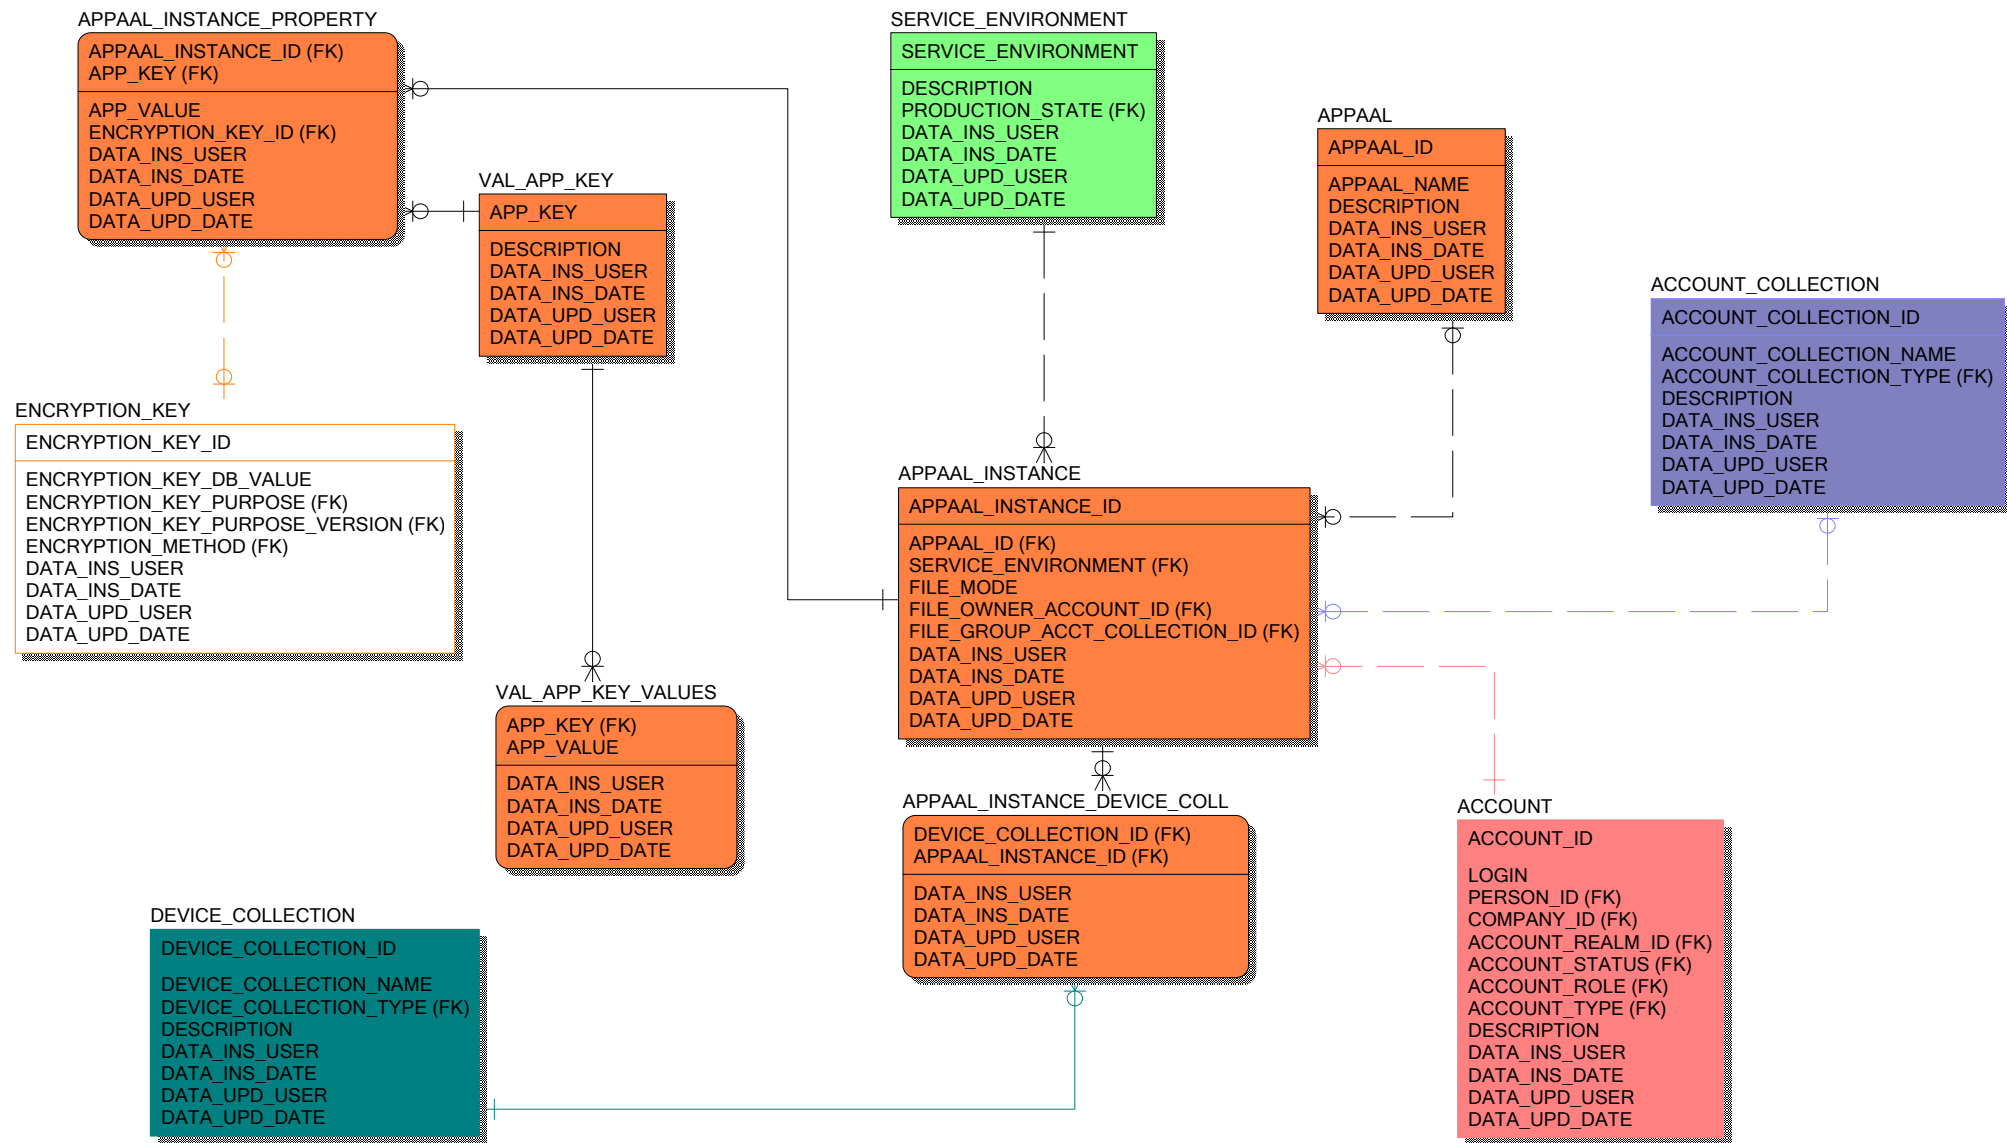 APPAAL_INSTANCE_PROPERTY
APPAAL_INSTANCE_ID (FK)
APP_KEY (FK)
APP_VALUE
ENCRYPTION_KEY_ID (FK)
DATA_INS_USER
DATA_INS_DATE
DATA_UPD_USER
DATA_UPD_DATE
SERVICE_ENVIRONMENT
SERVICE_ENVIRONMENT
DESCRIPTION
PRODUCTION_STATE (FK)
DATA_INS_USER
DATA_INS_DATE
DATA_UPD_USER
DATA_UPD_DATE
APPAAL
APPAAL_ID
APPAAL_NAME
DESCRIPTION
DATA_INS_USER
DATA_INS_DATE
DATA_UPD_USER
DATA_UPD_DATE
VAL_APP_KEY
APP_KEY
DESCRIPTION
DATA_INS_USER
DATA_INS_DATE
DATA_UPD_USER
DATA_UPD_DATE
ACCOUNT_COLLECTION
ACCOUNT_COLLECTION_ID
ACCOUNT_COLLECTION_NAME
ACCOUNT_COLLECTION_TYPE (FK)
DESCRIPTION
DATA_INS_USER
DATA_INS_DATE
DATA_UPD_USER
DATA_UPD_DATE
ENCRYPTION_KEY
ENCRYPTION_KEY_ID
ENCRYPTION_KEY_DB_VALUE
ENCRYPTION_KEY_PURPOSE (FK)
ENCRYPTION_KEY_PURPOSE_VERSION (FK)
ENCRYPTION_METHOD (FK)
DATA_INS_USER
DATA_INS_DATE
DATA_UPD_USER
DATA_UPD_DATE
APPAAL_INSTANCE
APPAAL_INSTANCE_ID
APPAAL_ID (FK)
SERVICE_ENVIRONMENT (FK)
FILE_MODE
FILE_OWNER_ACCOUNT_ID (FK)
FILE_GROUP_ACCT_COLLECTION_ID (FK)
DATA_INS_USER
DATA_INS_DATE
DATA_UPD_USER
DATA_UPD_DATE
VAL_APP_KEY_VALUES
APP_KEY (FK)
APP_VALUE
DATA_INS_USER
DATA_INS_DATE
DATA_UPD_USER
DATA_UPD_DATE
APPAAL_INSTANCE_DEVICE_COLL
DEVICE_COLLECTION_ID (FK)
APPAAL_INSTANCE_ID (FK)
DATA_INS_USER
DATA_INS_DATE
DATA_UPD_USER
DATA_UPD_DATE
ACCOUNT
ACCOUNT_ID
LOGIN
PERSON_ID (FK)
COMPANY_ID (FK)
ACCOUNT_REALM_ID (FK)
ACCOUNT_STATUS (FK)
ACCOUNT_ROLE (FK)
ACCOUNT_TYPE (FK)
DESCRIPTION
DATA_INS_USER
DATA_INS_DATE
DATA_UPD_USER
DATA_UPD_DATE
DEVICE_COLLECTION
DEVICE_COLLECTION_ID
DEVICE_COLLECTION_NAME
DEVICE_COLLECTION_TYPE (FK)
DESCRIPTION
DATA_INS_USER
DATA_INS_DATE
DATA_UPD_USER
DATA_UPD_DATE